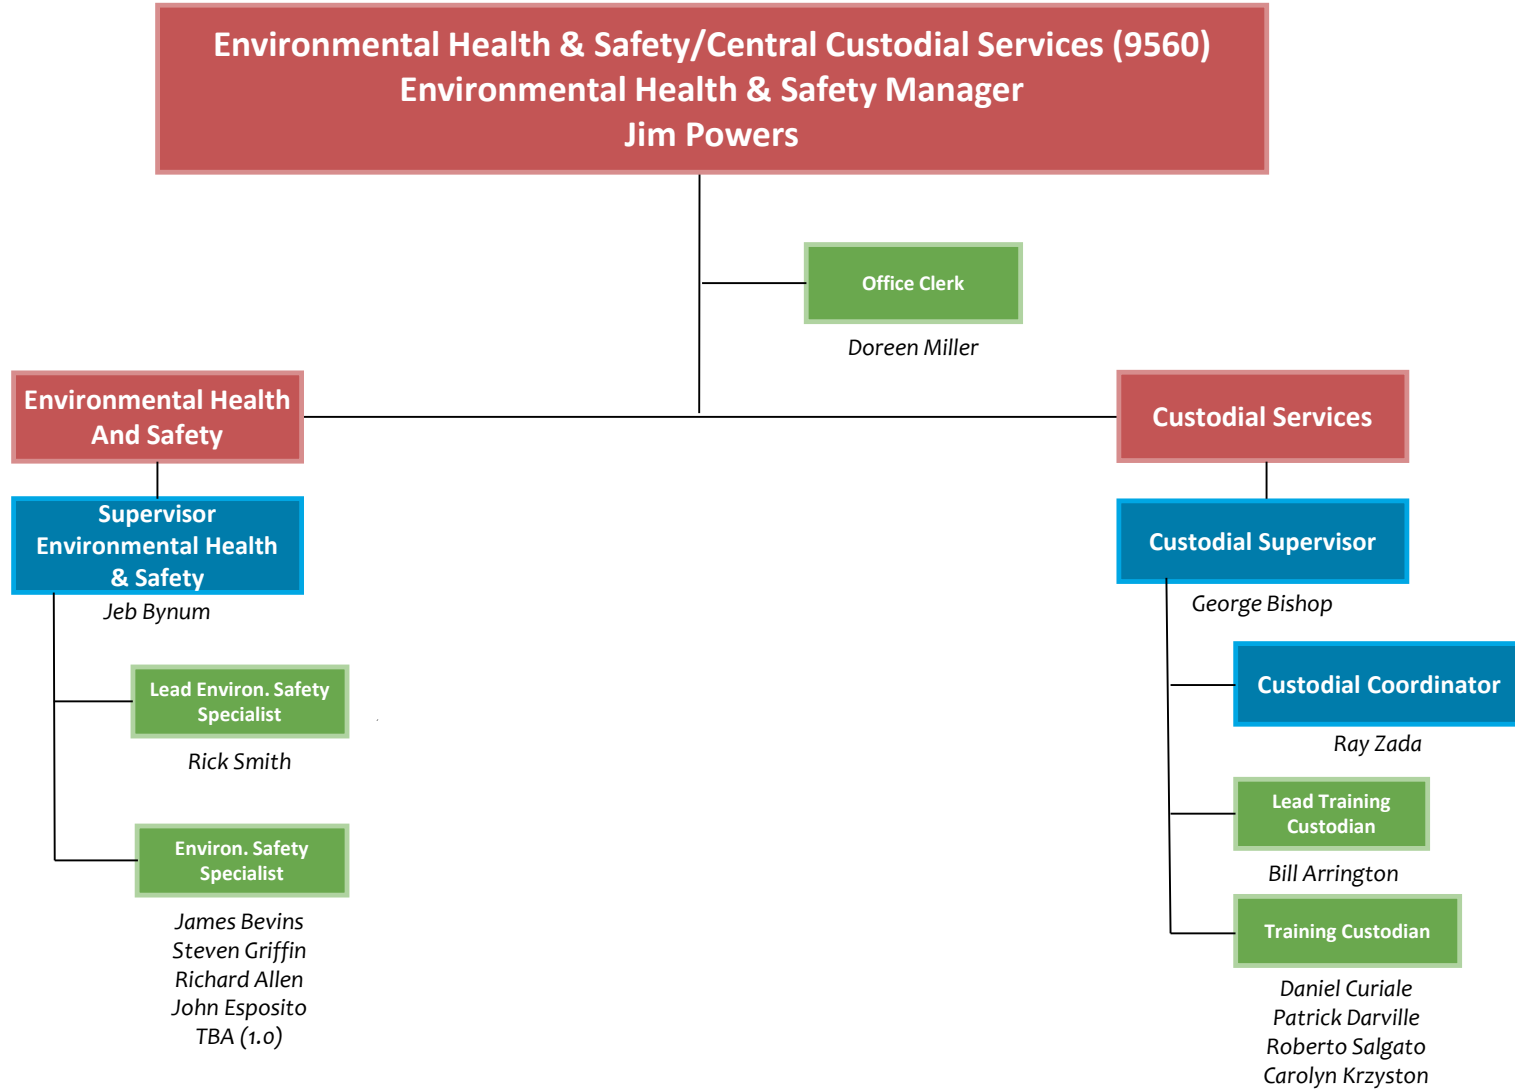 Environmental Health & Safety/Central Custodial Services (9560)
Environmental Health & Safety Manager
Jim Powers
Office Clerk
Doreen Miller
Environmental Health
And Safety
Supervisor
Environmental Health
& Safety
Jeb Bynum
Lead Environ. Safety
Specialist
Rick Smith
Environ. Safety
Specialist
James Bevins
Steven Griffin
Richard Allen
John Esposito
TBA (1.0)
Custodial Services
Custodial Supervisor
George Bishop
Custodial Coordinator
Ray Zada
Lead Training
Custodian
Bill Arrington
Training Custodian
Daniel Curiale
Patrick Darville
Roberto Salgato
Carolyn Krzyston